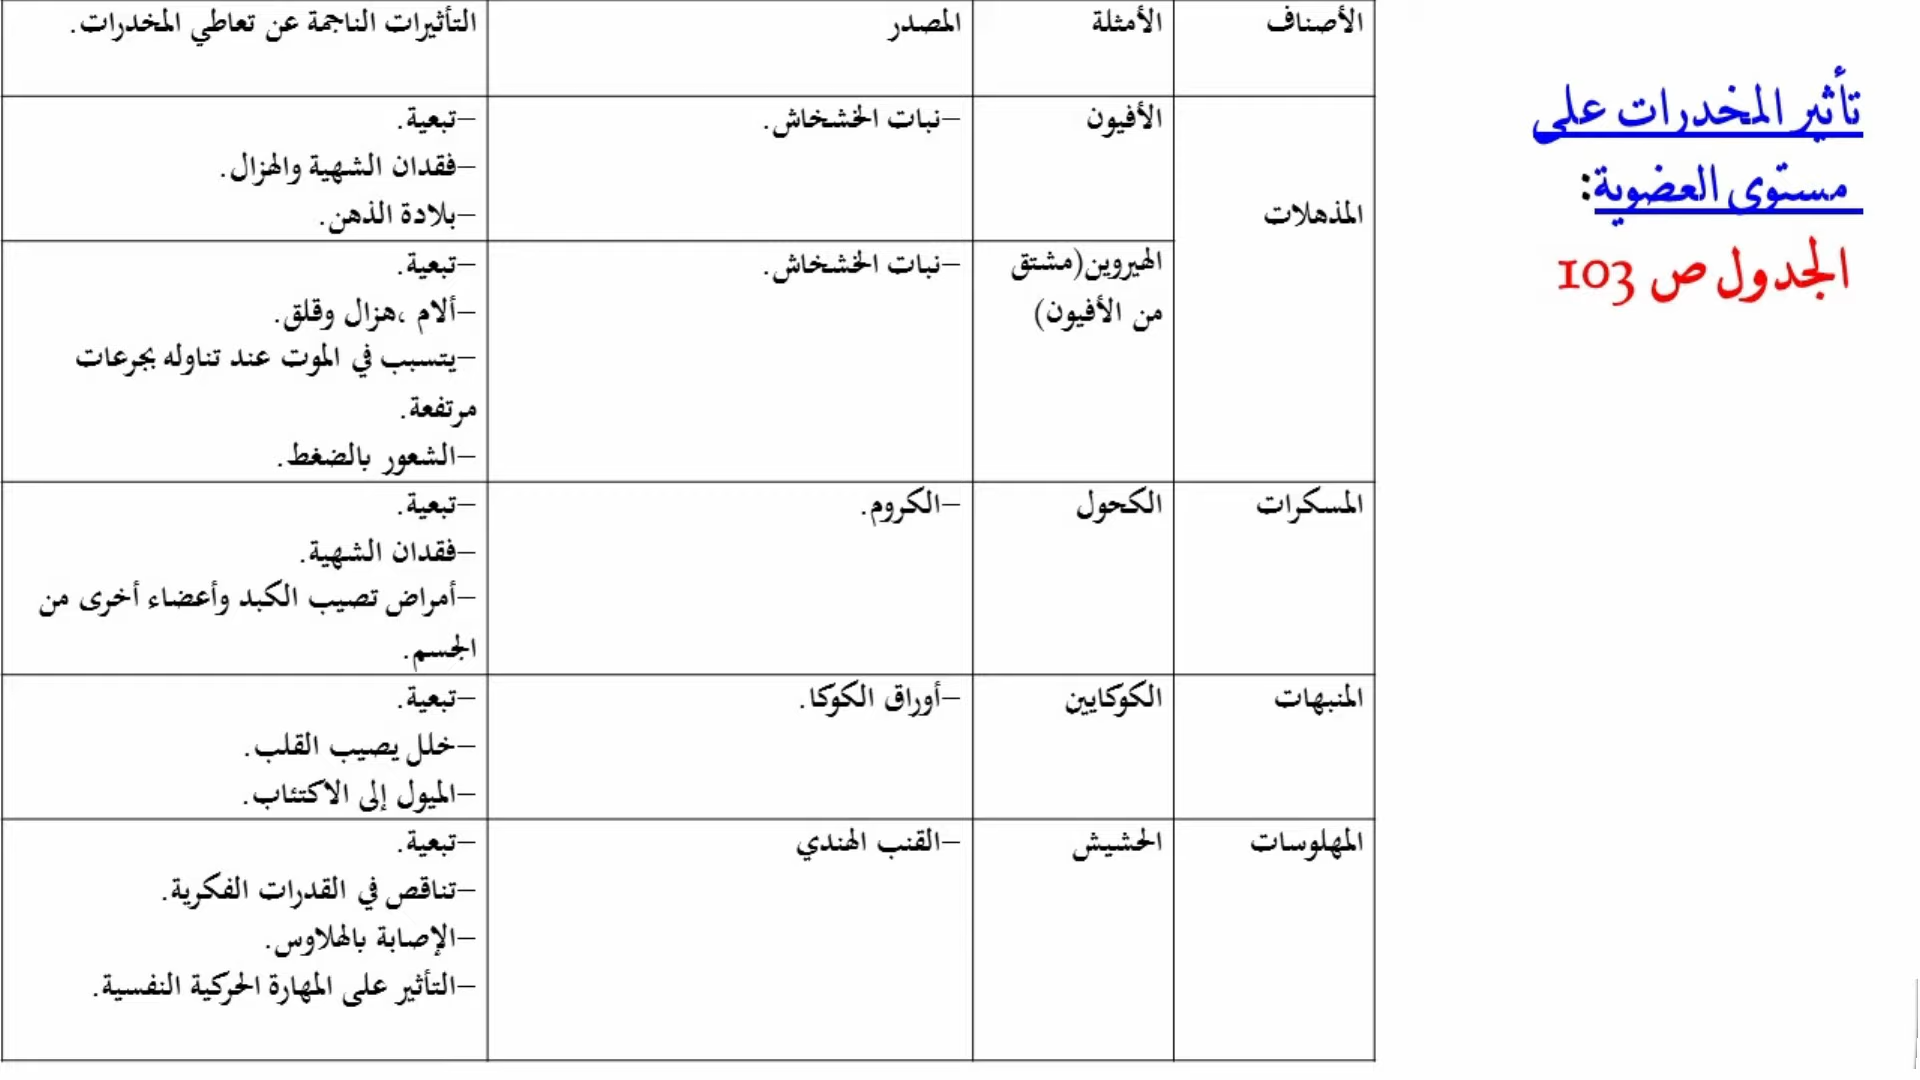 تأثير المخدرات على
مستوى العضوية:
الجدول ص 103
الأصناف
الأمثلة
المصدر
التأثيرات الناجمة عن تعاطي المخدرات.
المذهلات
الأفيون
–نبات الخشخاش.
–تبعية.
–فقدان الشهية والهزال.
–بلادة الذهن.
الهيروين(مشتق
من الأفيون)
–نبات الخشخاش.
–تبعية.
–ألام ،هزال وقلق.
–يتسبب في الموت عند تناوله بجرعات
مرتفعة.
–الشعور بالضغط.
المسكرات
الكحول
–الكروم.
–تبعية.
–فقدان الشهية.
–أمراض تصيب الكبد وأعضاء أخرى من
الجسم.
المنبهات
الكوكايين
–أوراق الكوكا.
–تبعية.
–خلل يصيب القلب.
–الميول إلى الاكتئاب.
المهلوسات
الحشيش
–القنب الهندي
–تبعية.
–تناقص في القدرات الفكرية.
–الإصابة بالهلاوس.
–التأثير على المهارة الحركية النفسية.